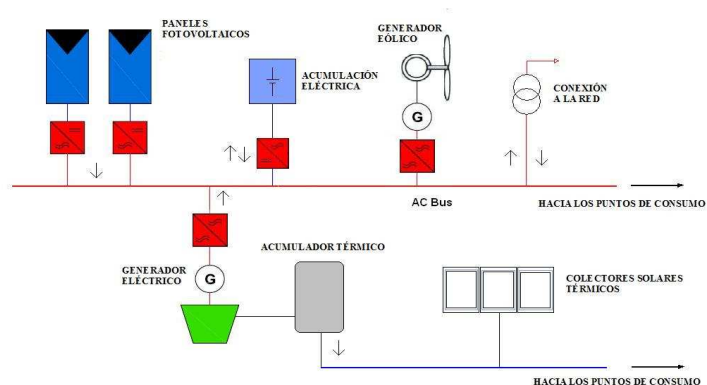 PANELES
FOTOVOLTAICOS
ACUMULACIÓN
ELÉCTRICA
GENERADOR
EÓLICO
G
CONEXIÓN
A LA RED
AC Bus
HACIA LOS PUNTOS DE CONSUMO
GENERADOR
ELÉCTRICO
G
ACUMULADOR TÉRMICO
COLECTORES SOLARES
TÉRMICOS
HACIA LOS PUNTOS DE CONSUMO